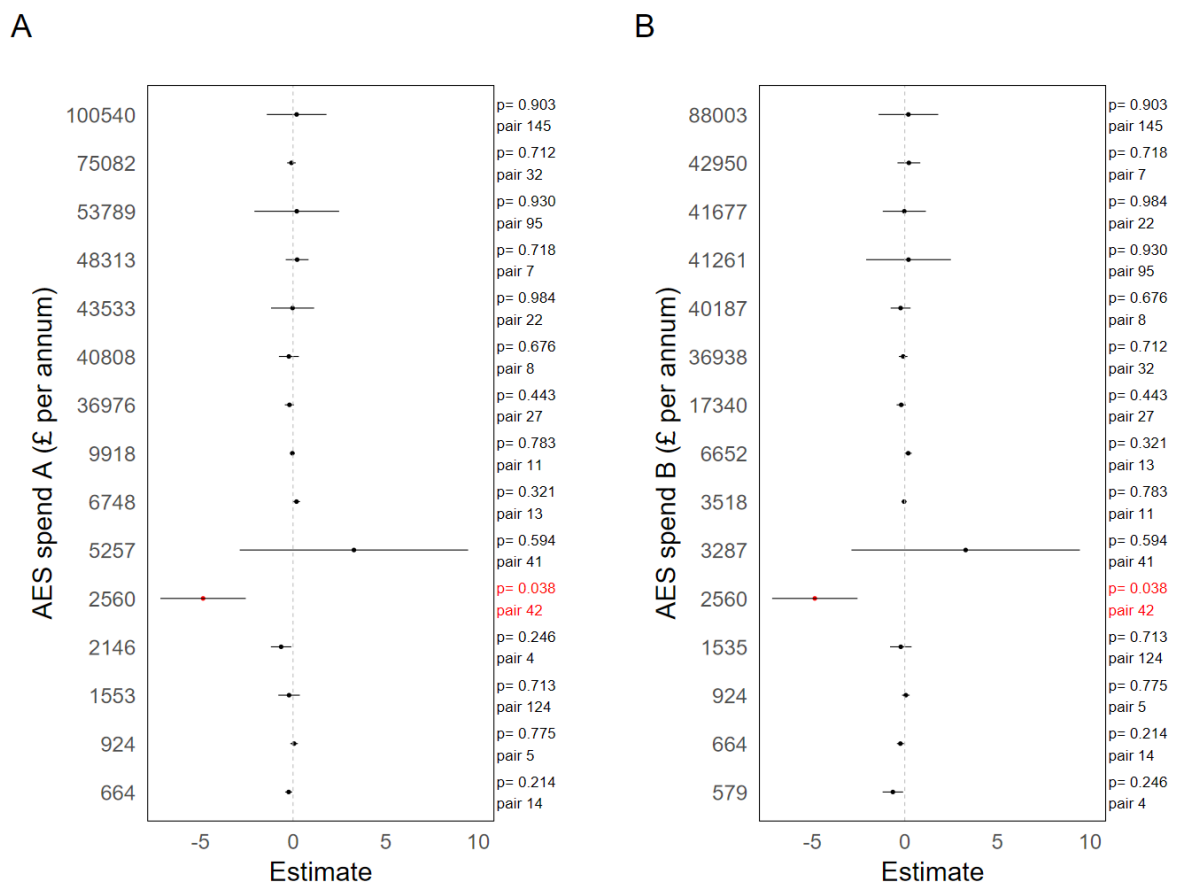 A
AES spend A (£ per annum)
100540
p= 0.903
pair 145
75082
p= 0.712
pair 32
53789
p= 0.930
pair 95
48313
p= 0.718
pair 7
43533
p= 0.984
pair 22
40808
p= 0.676
pair 8
36976
p= 0.443
pair 27
9918
p= 0.783
pair 11
6748
p= 0.321
pair 13
5257
p= 0.594
pair 41
2560
p= 0.038
pair 42
2146
p= 0.246
pair 4
1553
p= 0.713
pair 124
924
p= 0.775
pair 5
664
p= 0.214
pair 14
-5 0 5 10
Estimate
B
AES spend B (£ per annum)
88003
p= 0.903
pair 145
42950
p= 0.718
pair 7
41677
p= 0.984
pair 22
41261
p= 0.930
pair 95
40187
p= 0.676
pair 8
36938
p= 0.712
pair 32
17340
p= 0.443
pair 27
6652
p= 0.321
pair 13
3518
p= 0.783
pair 11
3287
p= 0.594
pair 41
2560
p= 0.038
pair 42
1535
p= 0.713
pair 124
924
p= 0.775
pair 5
664
p= 0.214
pair 14
579
p= 0.246
pair 4
-5 0 5 10
Estimate